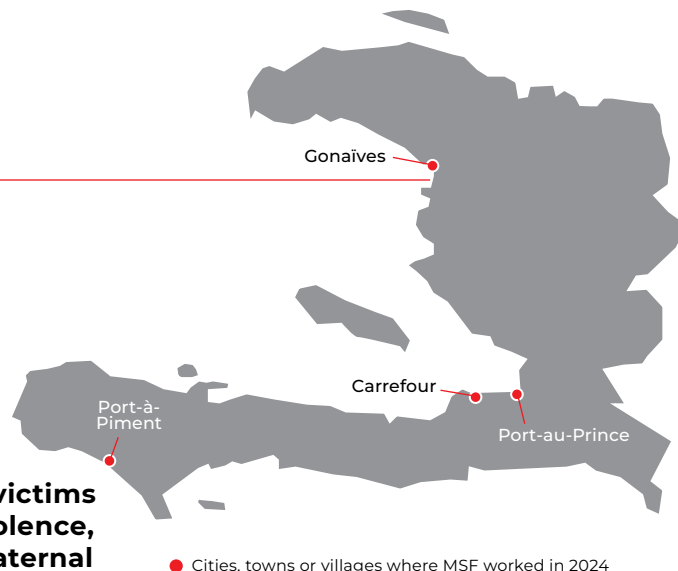 Gonaïves
Carrefour
Port-à-
Piment
Port-au-Prince
victims
olence,
aternal
Cities, towns or villages where MSF worked in 2024